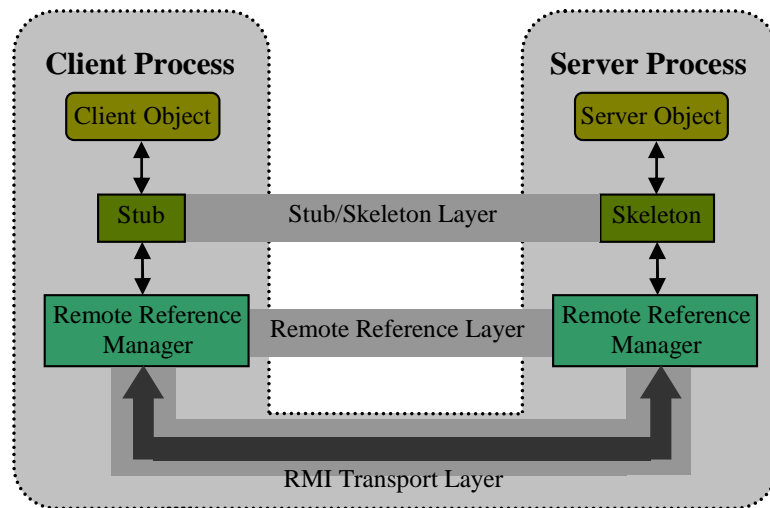 Client Process
Server Process
Client Object
Server Object
Stub
Stub/Skeleton Layer
Skeleton
Remote Reference
Manager
Remote Reference Layer
Remote Reference
Manager
RMI Transport Layer